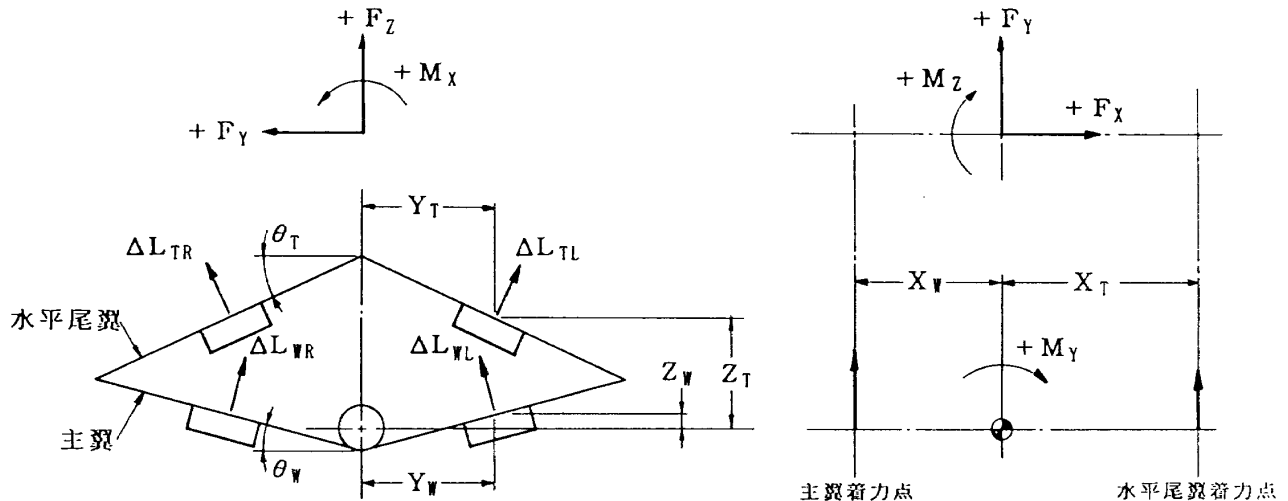 + F_Z
+ M_X
+ F_Y
Y_T
θ_T
ΔL_TR
ΔL_TL
水平尾翼
ΔL_WR
ΔL_WL
Z_W
Z_T
主翼
θ_W
Y_W
+ F_Y
+ M_Z
+ F_X
X_W
X_T
+ M_Y
主翼着力点
水平尾翼着力点